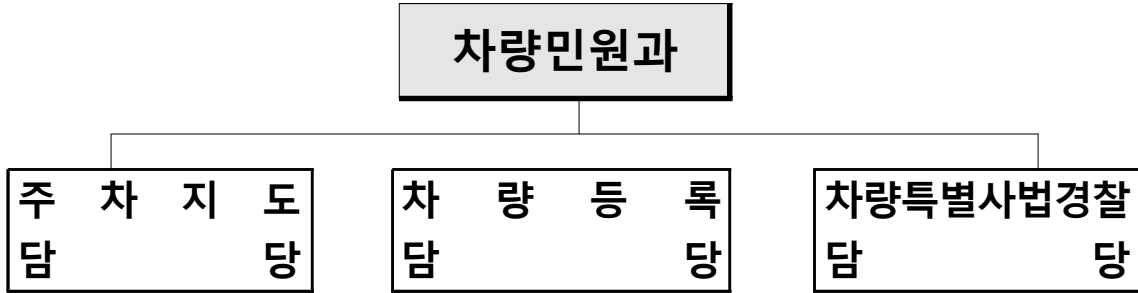 차량민원과
주 차 지 도
담 당
차 량 등 록
담 당
차량특별사법경찰
담 당